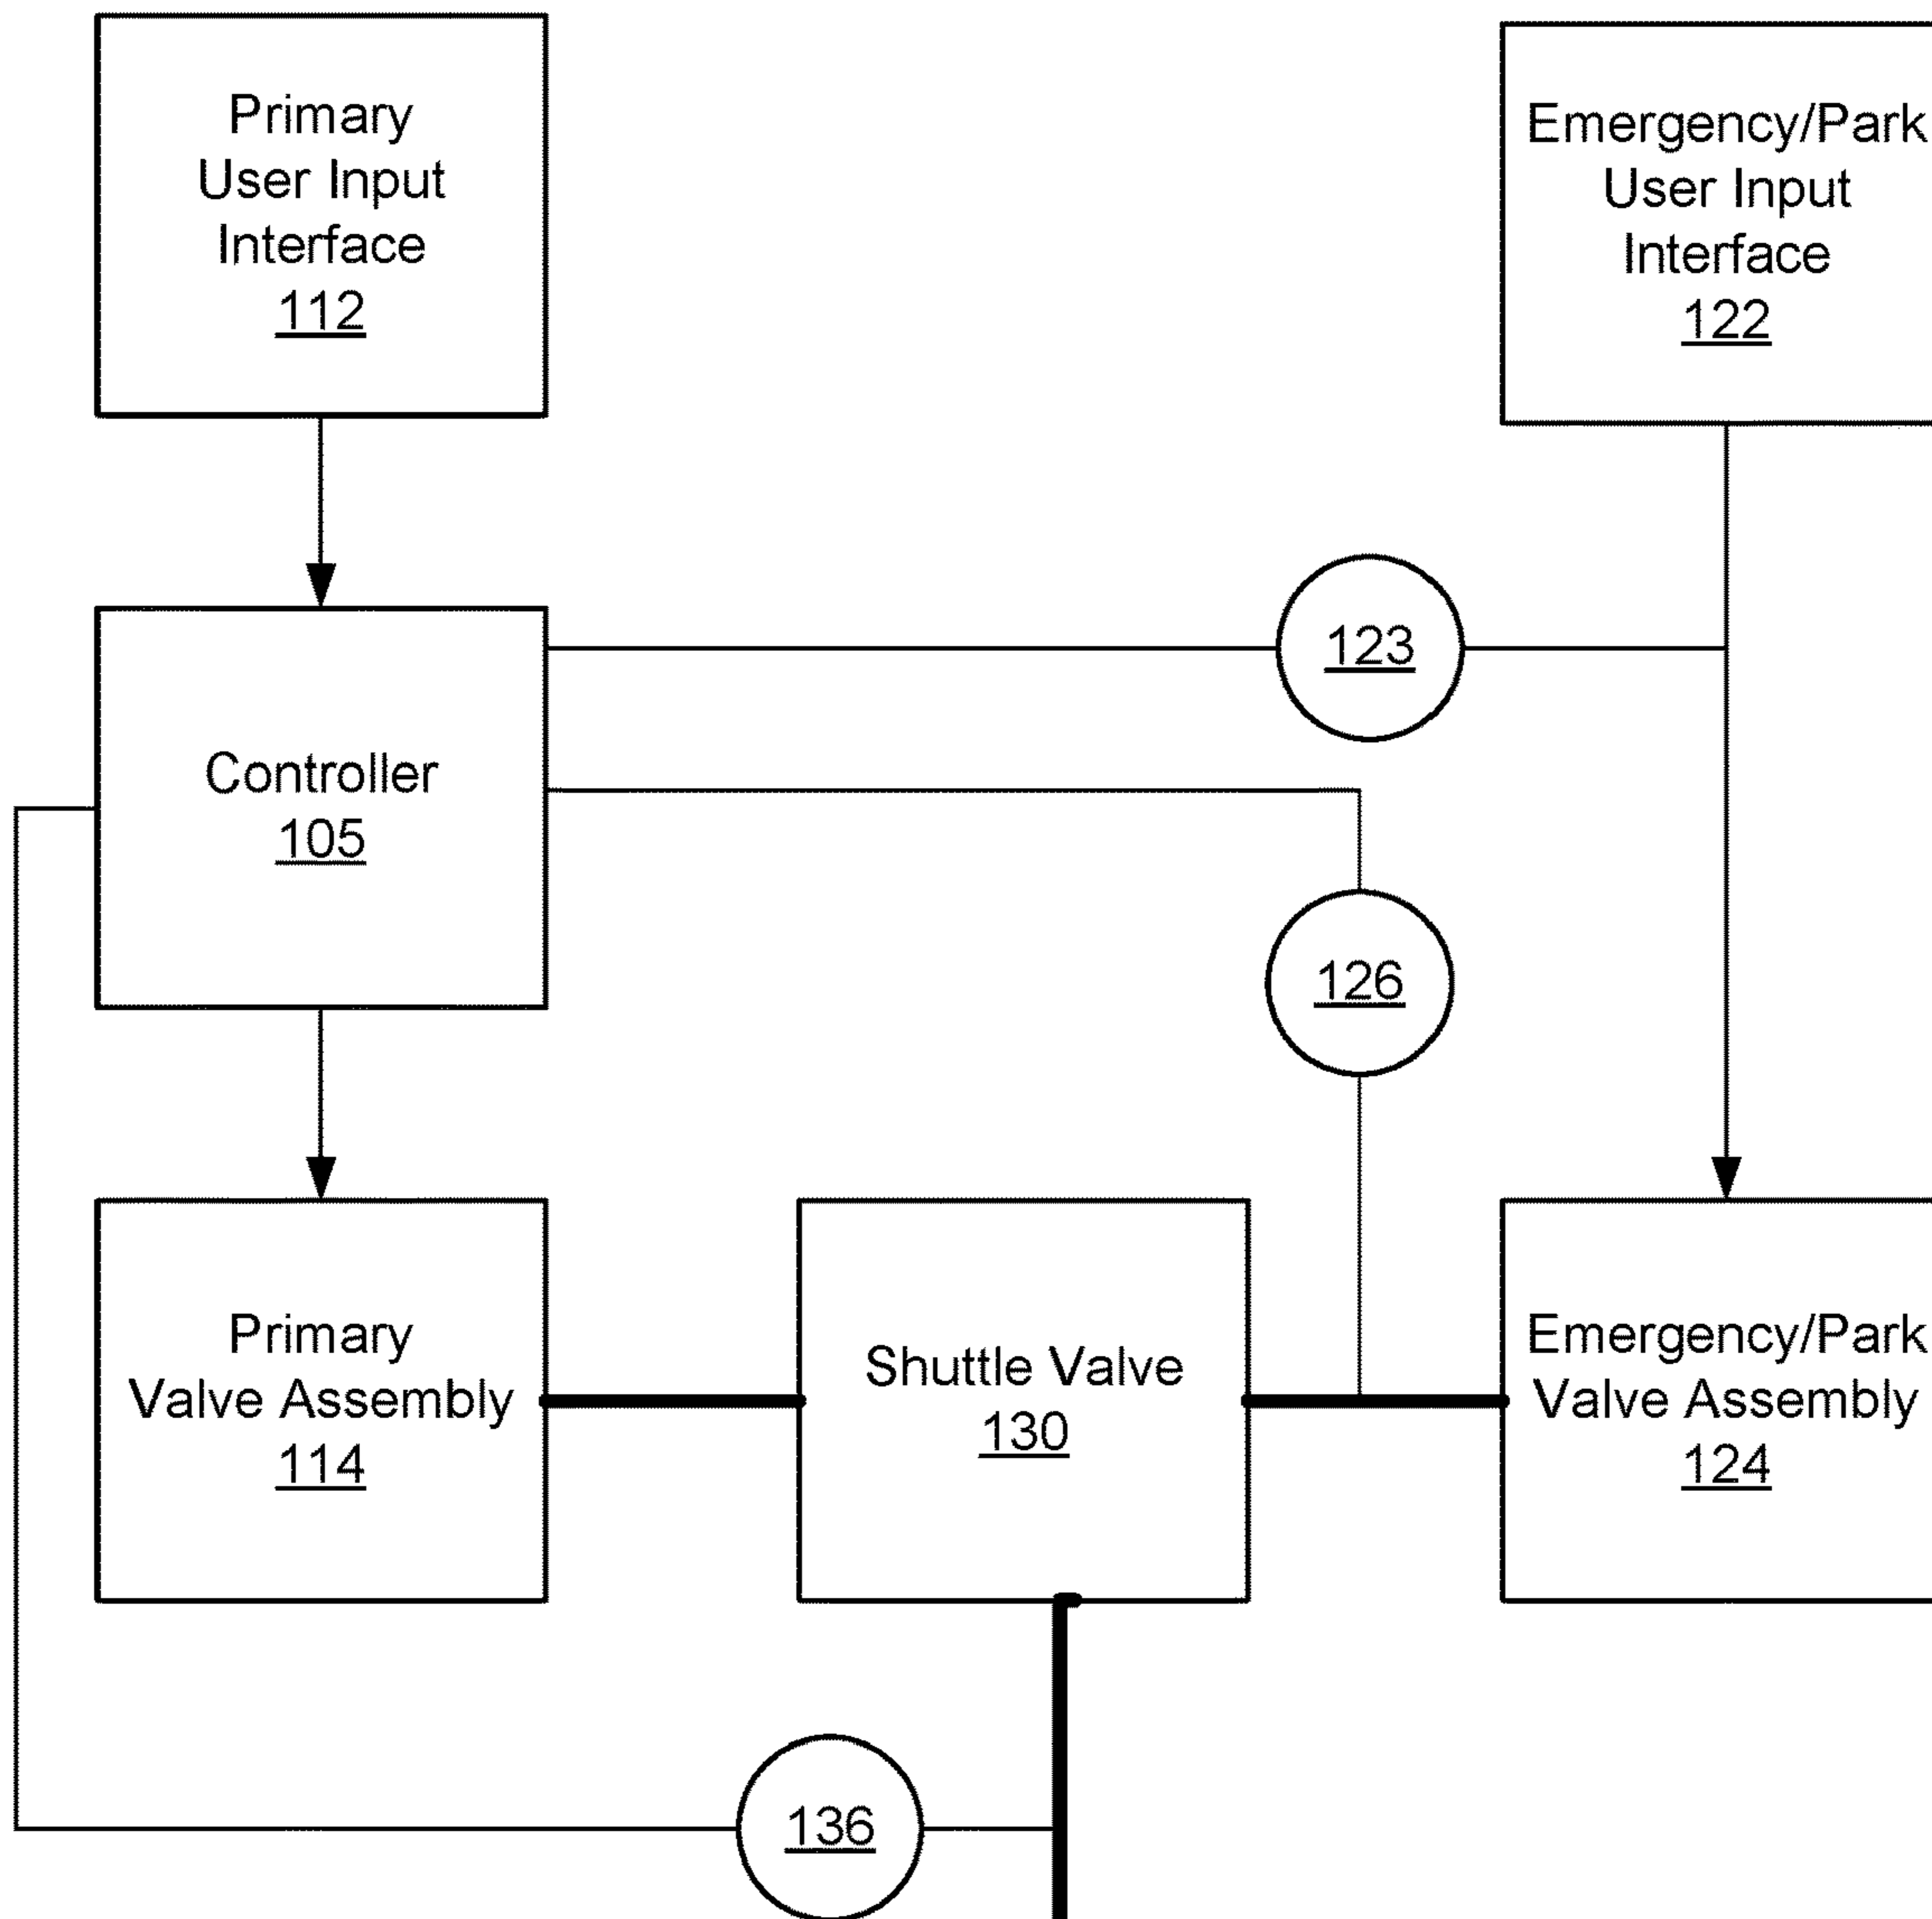 Primary
User Input
Interface
112
Emergency/Park
User Input
Interface
122
123
Controller
105
126
Primary
Valve Assembly
114
Shuttle Valve
130
Emergency/Park
Valve Assembly
124
136